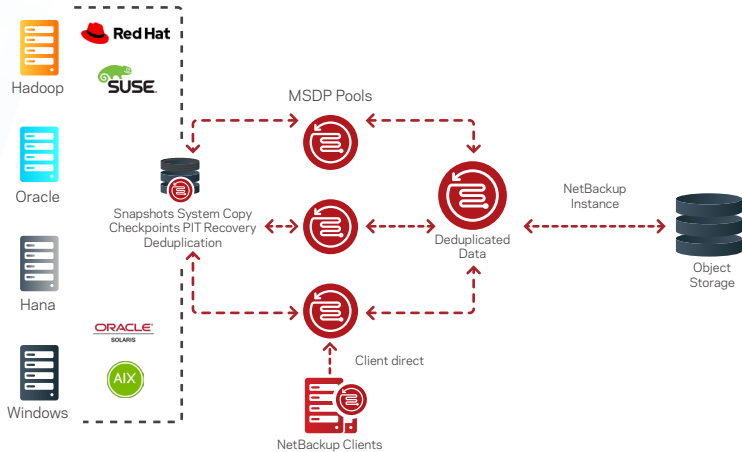 Hadoop
Red Hat
SUSE
Oracle
Hana
ORACLE
SOLARIS
AIX
Windows
Snapshots System Copy
Checkpoints PIT Recovery
Deduplication
MSDP Pools
Client direct
NetBackup Clients
Deduplicated
Data
NetBackup
Instance
Object
Storage